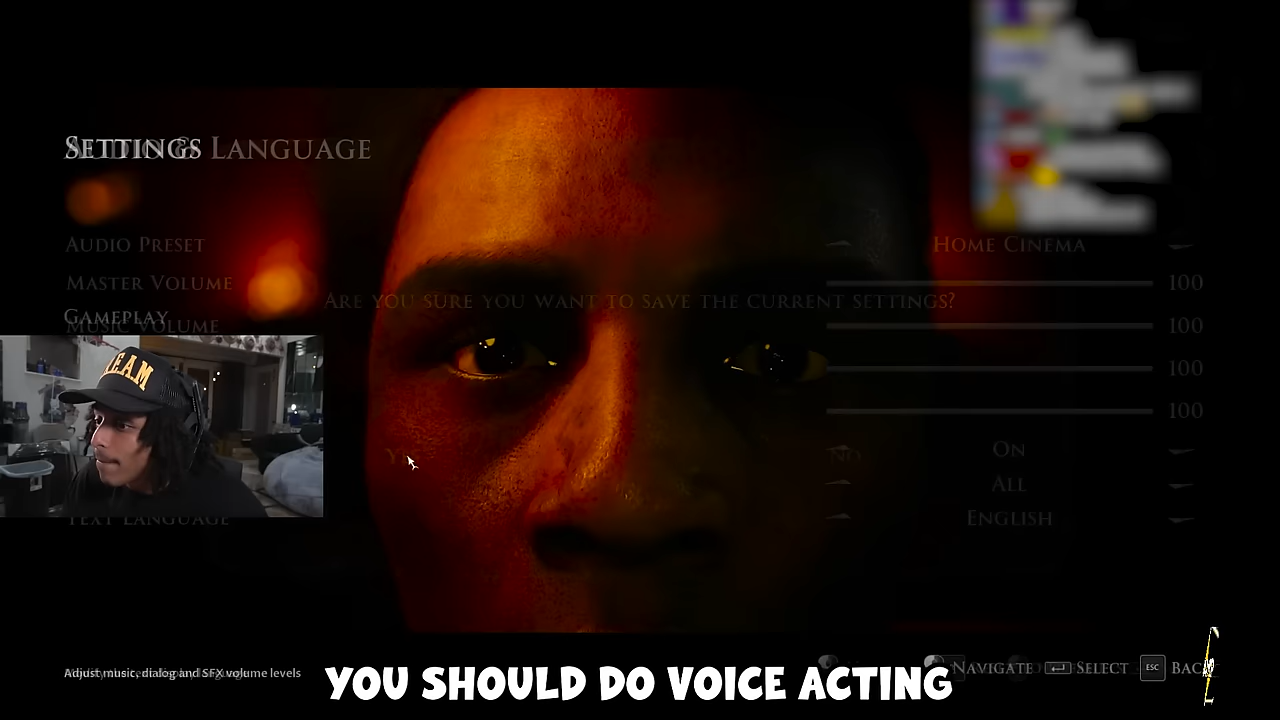 SETTINGS
LANGUAGE
AUDIO PRESET
HOME CINEMA
MASTER VOLUME
100
ARE YOU SURE YOU WANT TO SAVE THE CURRENT SETTINGS?
GAMEPLAY
MUSIC VOLUME
100
100
100
ON
NO
ALL
TEXT LANGUAGE
ENGLISH
Adjust music, dialog and SFX volume levels
NAVIGATE
SELECT
ESC
BACK
YOU SHOULD DO VOICE ACTING